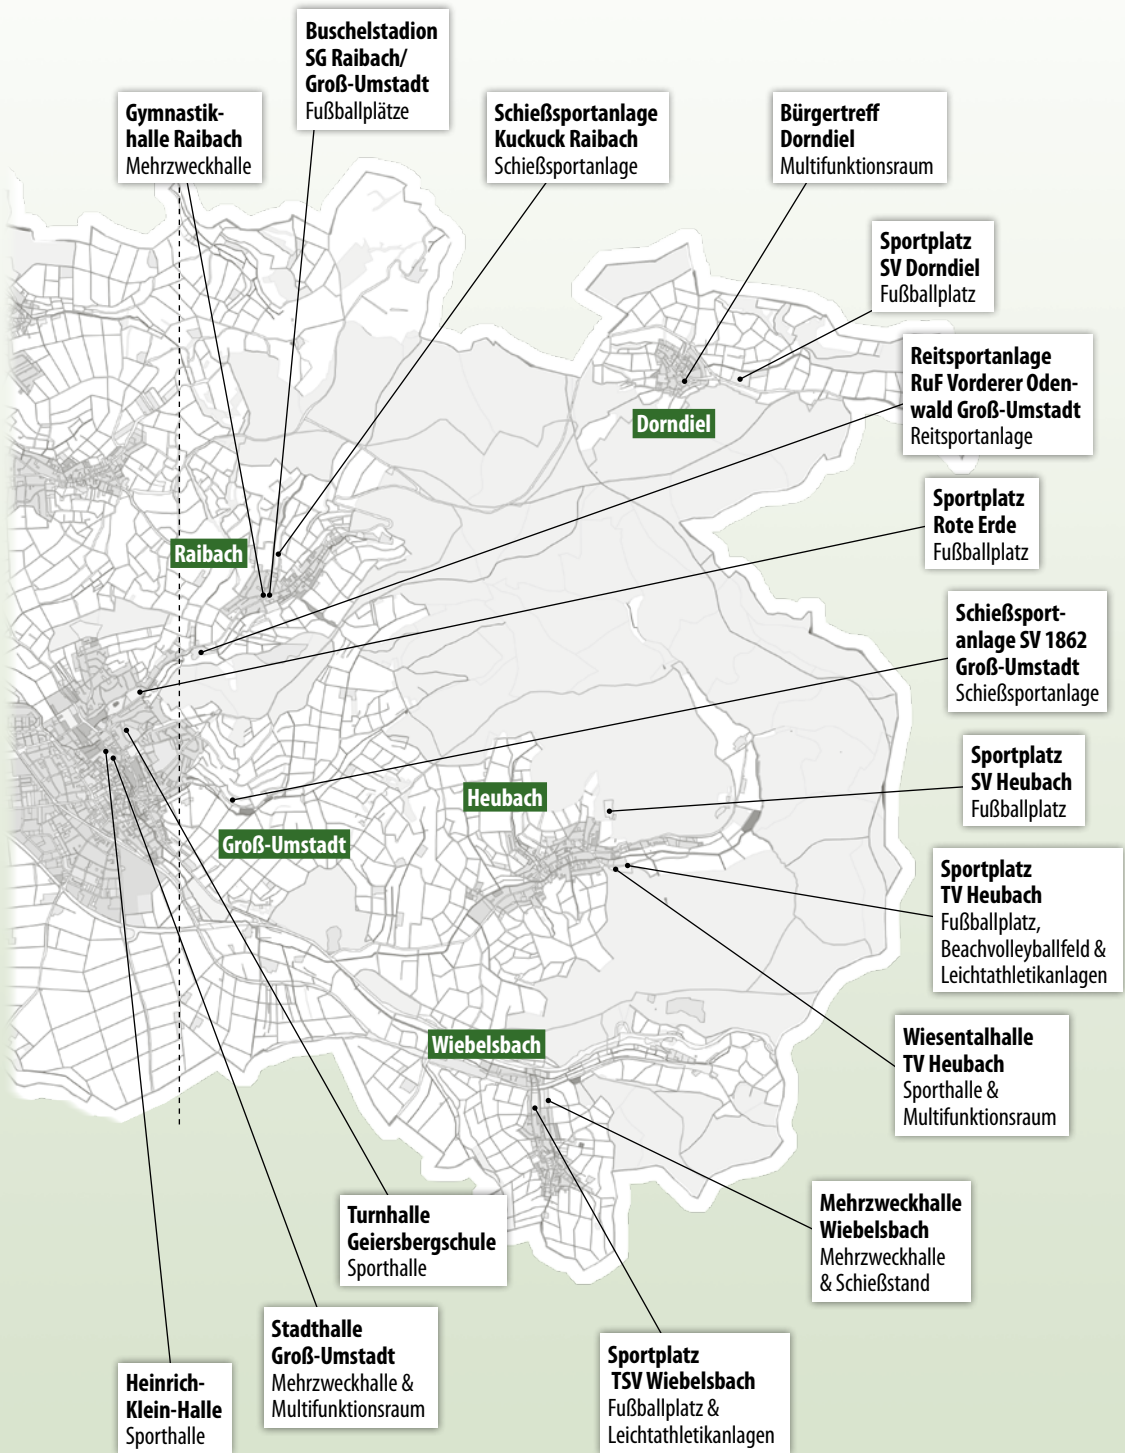 Buschelstadion
SG Raibach/
Groß-Umstadt
Fußballplätze
Gymnastik-
halle Raibach
Mehrzweckhalle
Schießsportanlage
Kuckuck Raibach
Schießsportanlage
Bürgertreff
Dorndiel
Multifunktionsraum
Sportplatz
SV Dorndiel
Fußballplatz
Reitsportanlage
RuF Vorderer Oden-
wald Groß-Umstadt
Reitsportanlage
Dorndiel
Sportplatz
Rote Erde
Fußballplatz
Raibach
Schießsport-
anlage SV 1862
Groß-Umstadt
Schießsportanlage
Sportplatz
SV Heubach
Fußballplatz
Heubach
Groß-Umstadt
Sportplatz
TV Heubach
Fußballplatz,
Beachvolleyballfeld &
Leichtathletikanlagen
Wiebelsbach
Wiesentalhalle
TV Heubach
Sporthalle &
Multifunktionsraum
Mehrzweckhalle
Wiebelsbach
Mehrzweckhalle
& Schießstand
Turnhalle
Geiersbergschule
Sporthalle
Stadthalle
Groß-Umstadt
Mehrzweckhalle &
Multifunktionsraum
Sportplatz
TSV Wiebelsbach
Fußballplatz &
Leichtathletikanlagen
Heinrich-
Klein-Halle
Sporthalle